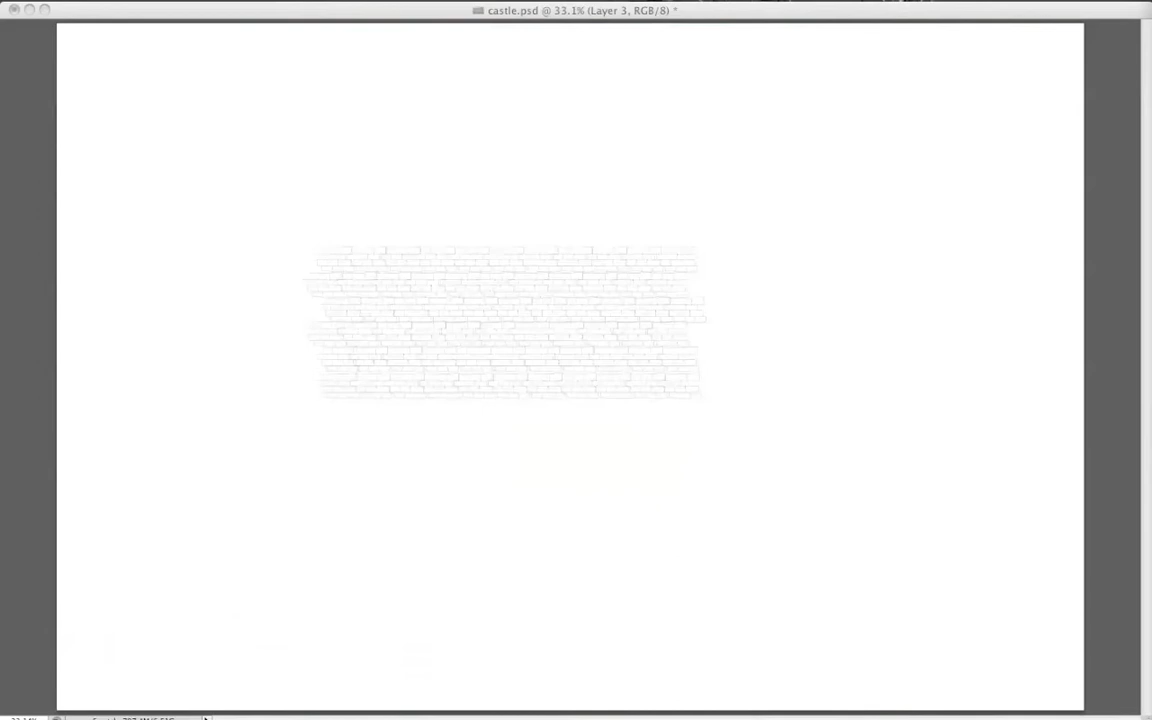 castle.psd @ 33.1% (Layer 3, RGB/8) *